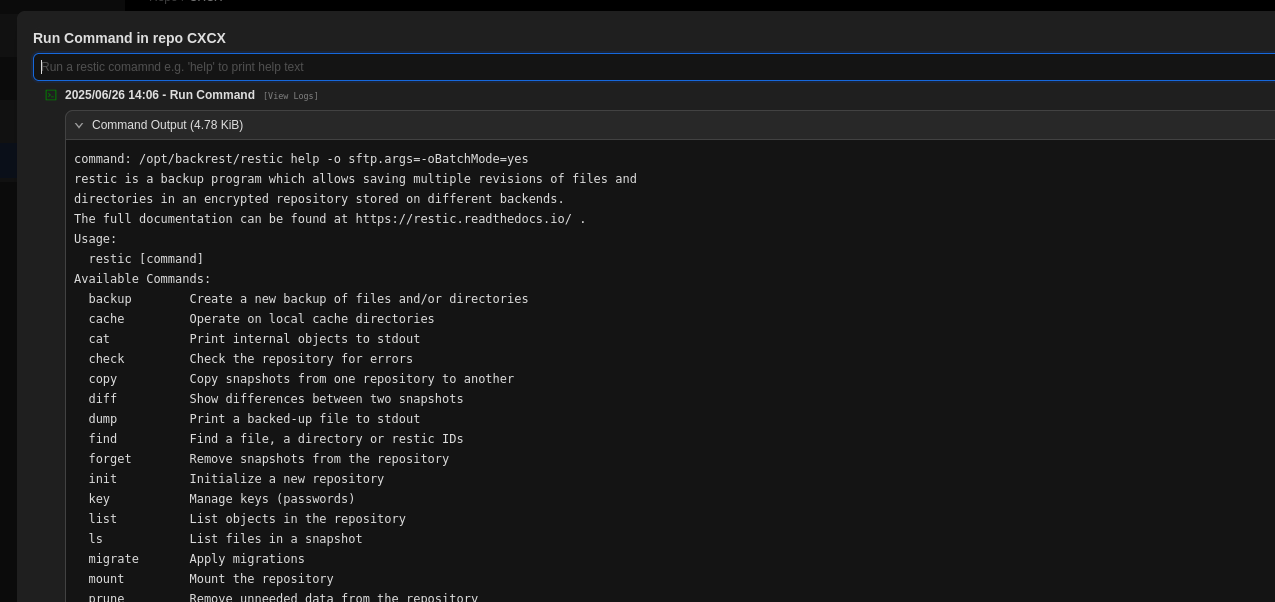 Run Command in repo CXCX
Run a restic comamnd e.g. 'help' to print help text
2025/06/26 14:06 - Run Command [View Logs]
Command Output (4.78 KiB)
command: /opt/backrest/restic help -o sftp.args=-oBatchMode=yes
restic is a backup program which allows saving multiple revisions of files and
directories in an encrypted repository stored on different backends.
The full documentation can be found at https://restic.readthedocs.io/ .
Usage:
  restic [command]
Available Commands:
  backup        Create a new backup of files and/or directories
  cache         Operate on local cache directories
  cat           Print internal objects to stdout
  check         Check the repository for errors
  copy          Copy snapshots from one repository to another
  diff          Show differences between two snapshots
  dump          Print a backed-up file to stdout
  find          Find a file, a directory or restic IDs
  forget        Remove snapshots from the repository
  init          Initialize a new repository
  key           Manage keys (passwords)
  list          List objects in the repository
  ls            List files in a snapshot
  migrate       Apply migrations
  mount         Mount the repository
  prune         Remove unneeded data from the repository